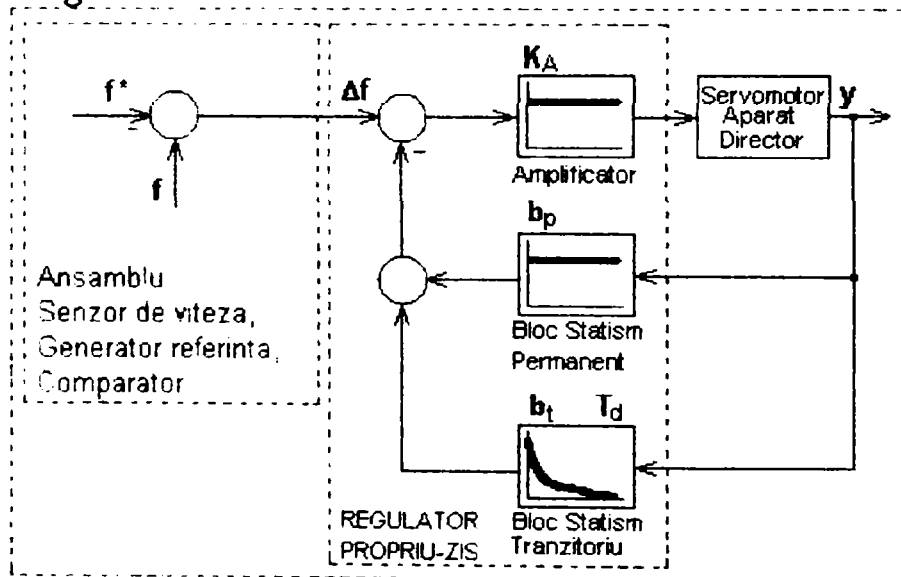 f*
-
f
Δf
-
K_A
Amplificator
Servomotor
Aparat
Director
y
b_p
Bloc Statism
Permanent
b_t T_d
Bloc Statism
Tranzitoriu
Ansamblu
Senzor de viteza,
Generator referinta,
Comparator
REGULATOR
PROPRIU-ZIS